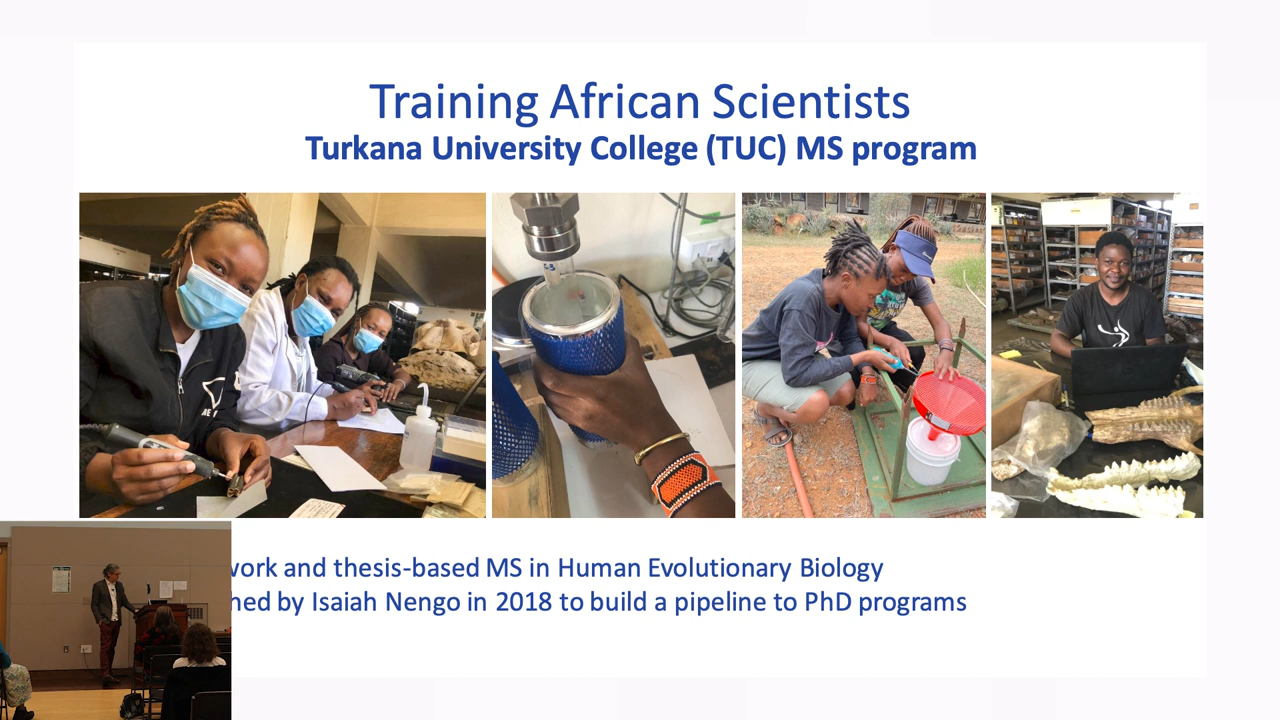 Training African Scientists
Turkana University College (TUC) MS program
work and thesis-based MS in Human Evolutionary Biology
by Isaiah Nengo in 2018 to build a pipeline to PhD programs